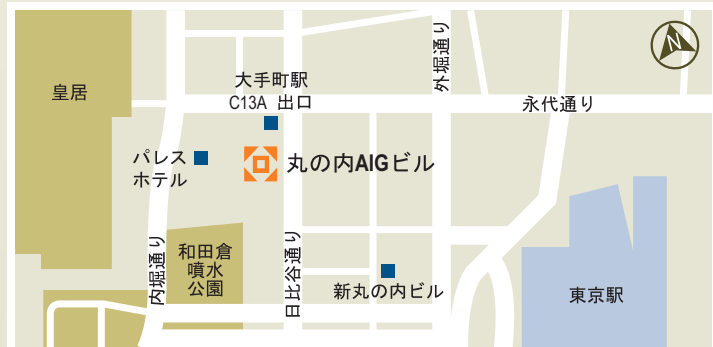 皇居
大手町駅
C13A 出口
外堀通り
N
永代通り
パレス
ホテル
丸の内AIGビル
内堀通り
和田倉
噴水
公園
日比谷通り
新丸の内ビル
東京駅